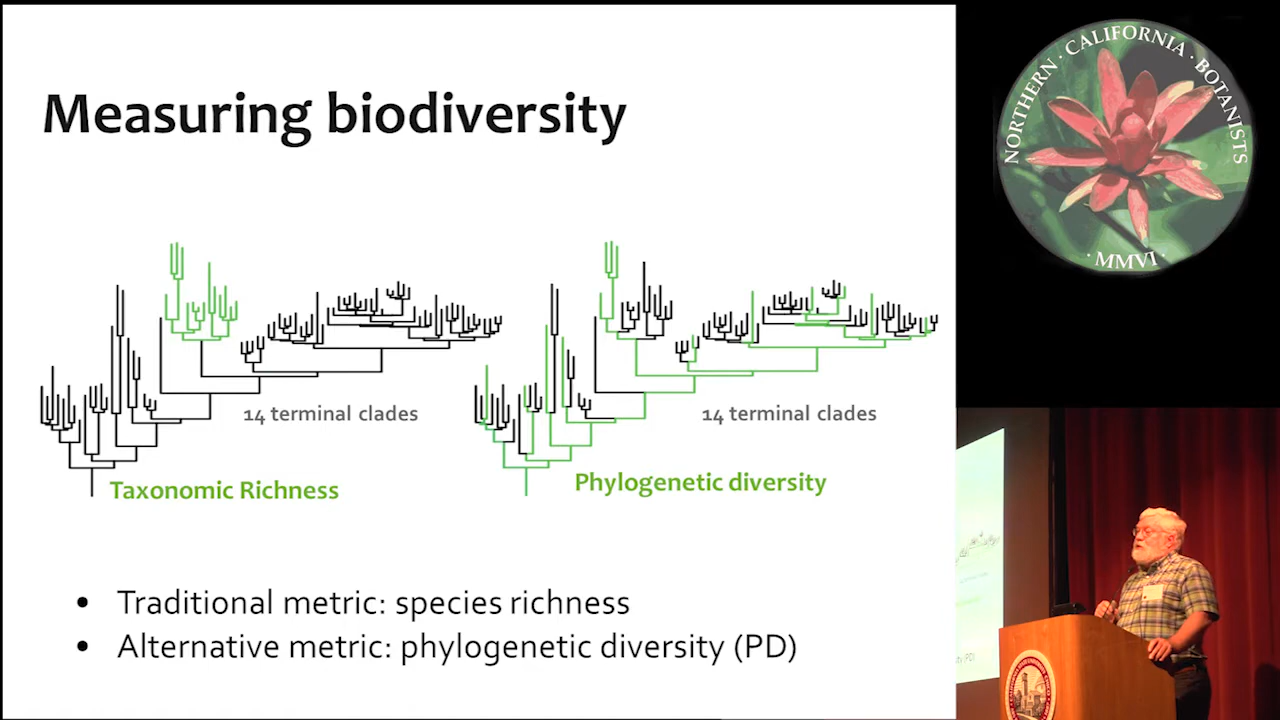 Measuring biodiversity
14 terminal clades
14 terminal clades
Taxonomic Richness
Phylogenetic diversity
• Traditional metric: species richness
• Alternative metric: phylogenetic diversity (PD)
NORTHERN · CALIFORNIA · BOTANISTS
· MMVI ·